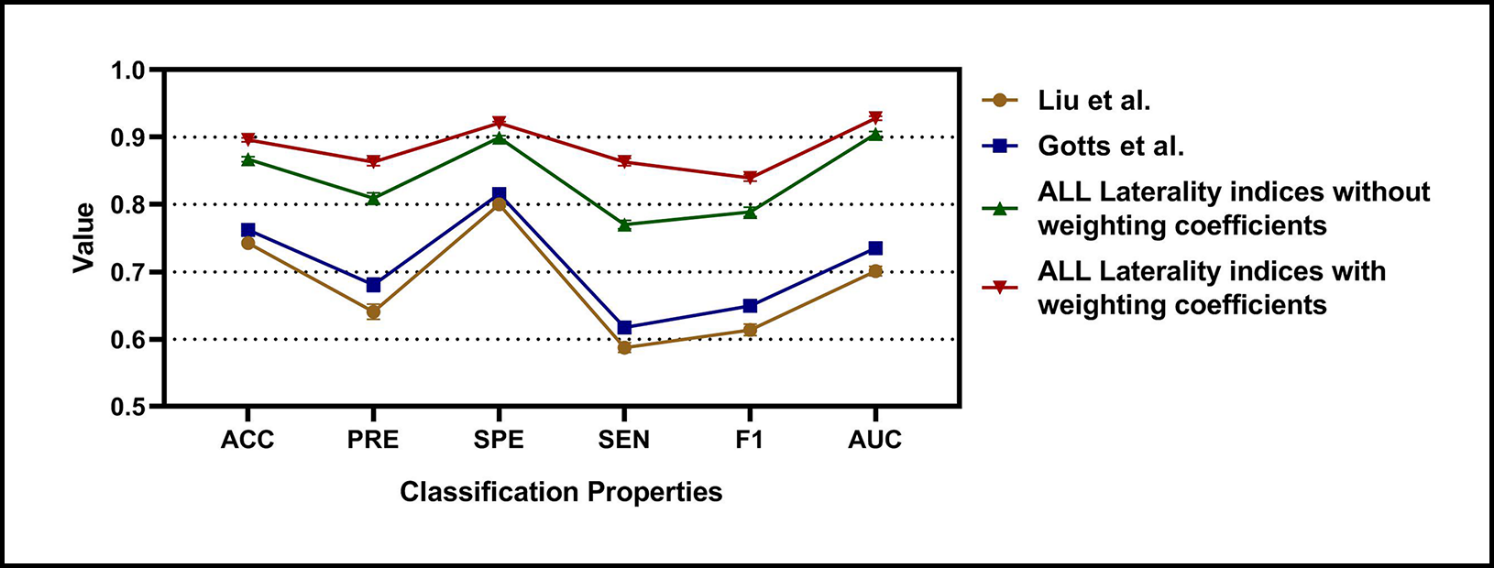 1.0
0.9
0.8
0.7
0.6
0.5
Value
ACC PRE SPE SEN F1 AUC
Classification Properties
Liu et al.
Gotts et al.
ALL Laterality indices without
weighting coefficients
ALL Laterality indices with
weighting coefficients